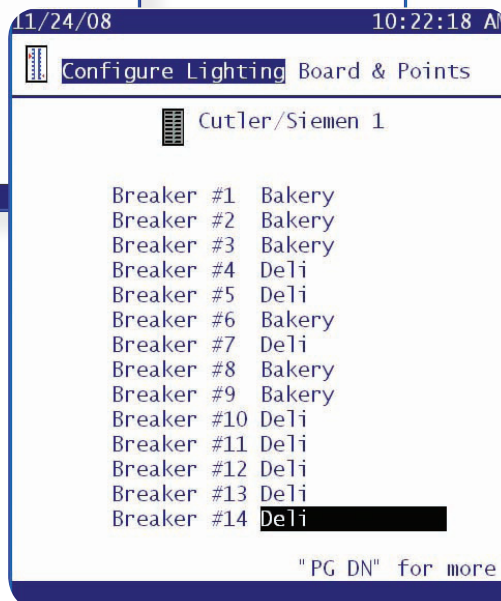 11/24/08 10:22:18 AM
Configure Lighting Board & Points
Cutler/Siemen 1
Breaker #1 Bakery
Breaker #2 Bakery
Breaker #3 Bakery
Breaker #4 Deli
Breaker #5 Deli
Breaker #6 Bakery
Breaker #7 Deli
Breaker #8 Bakery
Breaker #9 Bakery
Breaker #10 Deli
Breaker #11 Deli
Breaker #12 Deli
Breaker #13 Deli
Breaker #14 Deli
"PG DN" for more